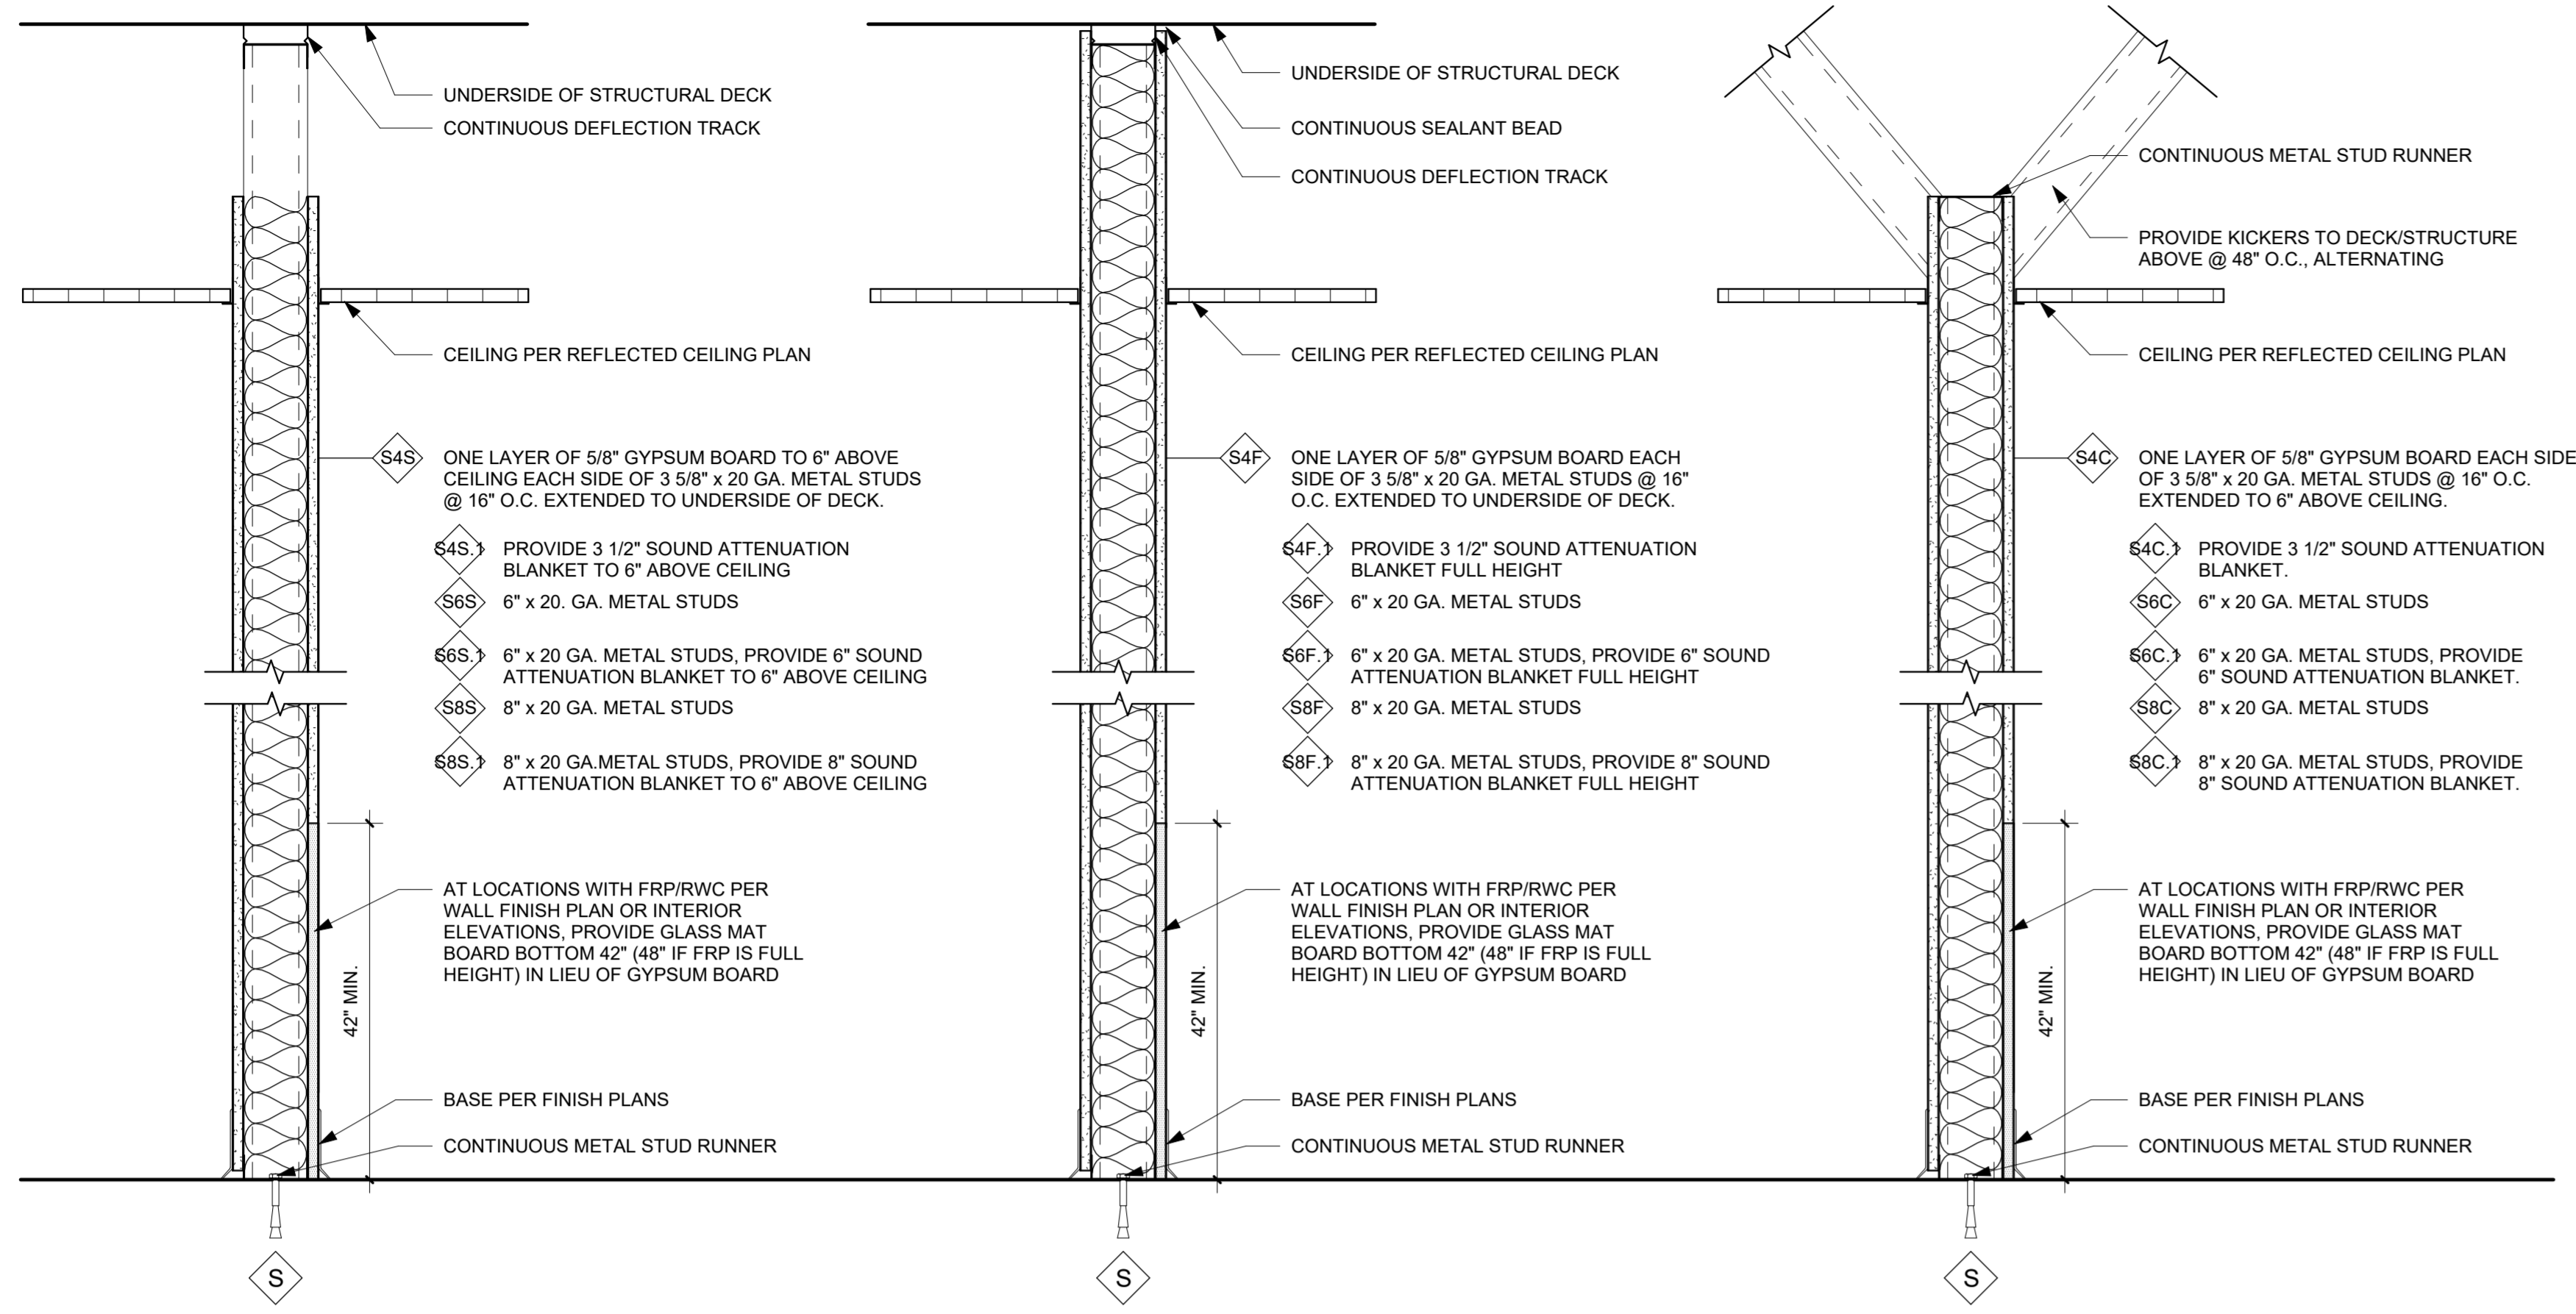 UNDERSIDE OF STRUCTURAL DECK
CONTINUOUS DEFLECTION TRACK
CEILING PER REFLECTED CEILING PLAN
S4S
ONE LAYER OF 5/8" GYPSUM BOARD TO 6" ABOVE
CEILING EACH SIDE OF 3 5/8" x 20 GA. METAL STUDS
@ 16" O.C. EXTENDED TO UNDERSIDE OF DECK.
S4S.1
PROVIDE 3 1/2" SOUND ATTENUATION
BLANKET TO 6" ABOVE CEILING
S6S
6" x 20. GA. METAL STUDS
S6S.1
6" x 20 GA. METAL STUDS, PROVIDE 6" SOUND
ATTENUATION BLANKET TO 6" ABOVE CEILING
S8S
8" x 20 GA. METAL STUDS
S8S.1
8" x 20 GA.METAL STUDS, PROVIDE 8" SOUND
ATTENUATION BLANKET TO 6" ABOVE CEILING
AT LOCATIONS WITH FRP/RWC PER
WALL FINISH PLAN OR INTERIOR
ELEVATIONS, PROVIDE GLASS MAT
BOARD BOTTOM 42" (48" IF FRP IS FULL
HEIGHT) IN LIEU OF GYPSUM BOARD
42" MIN.
BASE PER FINISH PLANS
CONTINUOUS METAL STUD RUNNER
S
UNDERSIDE OF STRUCTURAL DECK
CONTINUOUS SEALANT BEAD
CONTINUOUS DEFLECTION TRACK
CEILING PER REFLECTED CEILING PLAN
S4F
ONE LAYER OF 5/8" GYPSUM BOARD EACH
SIDE OF 3 5/8" x 20 GA. METAL STUDS @ 16"
O.C. EXTENDED TO UNDERSIDE OF DECK.
S4F.1
PROVIDE 3 1/2" SOUND ATTENUATION
BLANKET FULL HEIGHT
S6F
6" x 20 GA. METAL STUDS
S6F.1
6" x 20 GA. METAL STUDS, PROVIDE 6" SOUND
ATTENUATION BLANKET FULL HEIGHT
S8F
8" x 20 GA. METAL STUDS
S8F.1
8" x 20 GA. METAL STUDS, PROVIDE 8" SOUND
ATTENUATION BLANKET FULL HEIGHT
AT LOCATIONS WITH FRP/RWC PER
WALL FINISH PLAN OR INTERIOR
ELEVATIONS, PROVIDE GLASS MAT
BOARD BOTTOM 42" (48" IF FRP IS FULL
HEIGHT) IN LIEU OF GYPSUM BOARD
42" MIN.
BASE PER FINISH PLANS
CONTINUOUS METAL STUD RUNNER
S
CONTINUOUS METAL STUD RUNNER
PROVIDE KICKERS TO DECK/STRUCTURE
ABOVE @ 48" O.C., ALTERNATING
CEILING PER REFLECTED CEILING PLAN
S4C
ONE LAYER OF 5/8" GYPSUM BOARD EACH SIDE
OF 3 5/8" x 20 GA. METAL STUDS @ 16" O.C.
EXTENDED TO 6" ABOVE CEILING.
S4C.1
PROVIDE 3 1/2" SOUND ATTENUATION
BLANKET.
S6C
6" x 20 GA. METAL STUDS
S6C.1
6" x 20 GA. METAL STUDS, PROVIDE
6" SOUND ATTENUATION BLANKET.
S8C
8" x 20 GA. METAL STUDS
S8C.1
8" x 20 GA. METAL STUDS, PROVIDE
8" SOUND ATTENUATION BLANKET.
AT LOCATIONS WITH FRP/RWC PER
WALL FINISH PLAN OR INTERIOR
ELEVATIONS, PROVIDE GLASS MAT
BOARD BOTTOM 42" (48" IF FRP IS FULL
HEIGHT) IN LIEU OF GYPSUM BOARD
42" MIN.
BASE PER FINISH PLANS
CONTINUOUS METAL STUD RUNNER
S